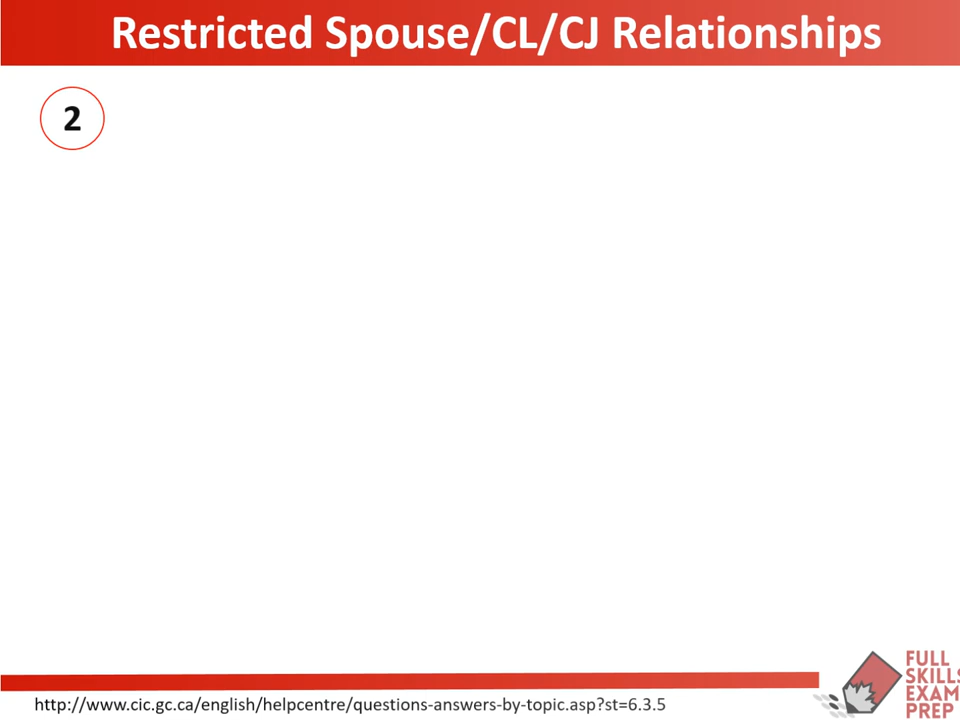 Restricted Spouse/CL/CJ Relationships
2
FULL
SKILLS
EXAM
PREP
http://www.cic.gc.ca/english/helpcentre/questions-answers-by-topic.asp?st=6.3.5